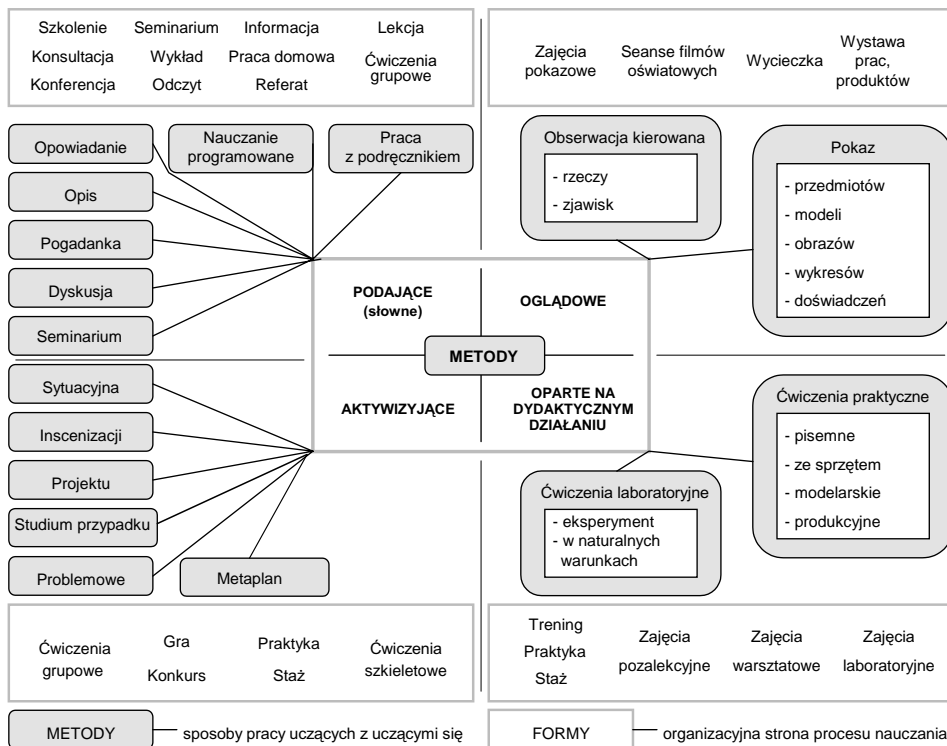 Szkolenie Seminarium Informacja Lekcja
Konsultacja Wykład Praca domowa Ćwiczenia
grupowe
Konferencja Odczyt Referat
Zajęcia
pokazowe
Seanse filmów
oświatowych
Wycieczka
Wystawa
prac,
produktów
Opowiadanie
Nauczanie
programowane
Praca
z podręcznikiem
Opis
Pogadanka
Dyskusja
Seminarium
Obserwacja kierowana
- rzeczy
- zjawisk
Pokaz
- przedmiotów
- modeli
- obrazów
- wykresów
- doświadczeń
PODAJĄCE
(słowne)
OGLĄDOWE
METODY
AKTYWIZYJĄCE
OPARTE NA
DYDAKTYCZNYM
DZIAŁANIU
Sytuacyjna
Inscenizacji
Projektu
Studium przypadku
Problemowe
Metaplan
Ćwiczenia laboratoryjne
- eksperyment
- w naturalnych
warunkach
Ćwiczenia praktyczne
- pisemne
- ze sprzętem
- modelarskie
- produkcyjne
Ćwiczenia
grupowe
Gra
Konkurs
Praktyka
Staż
Ćwiczenia
szkieletowe
Trening
Praktyka
Staż
Zajęcia
pozalekcyjne
Zajęcia
warsztatowe
Zajęcia
laboratoryjne
METODY sposoby pracy uczących z uczącymi się
FORMY organizacyjna strona procesu nauczania